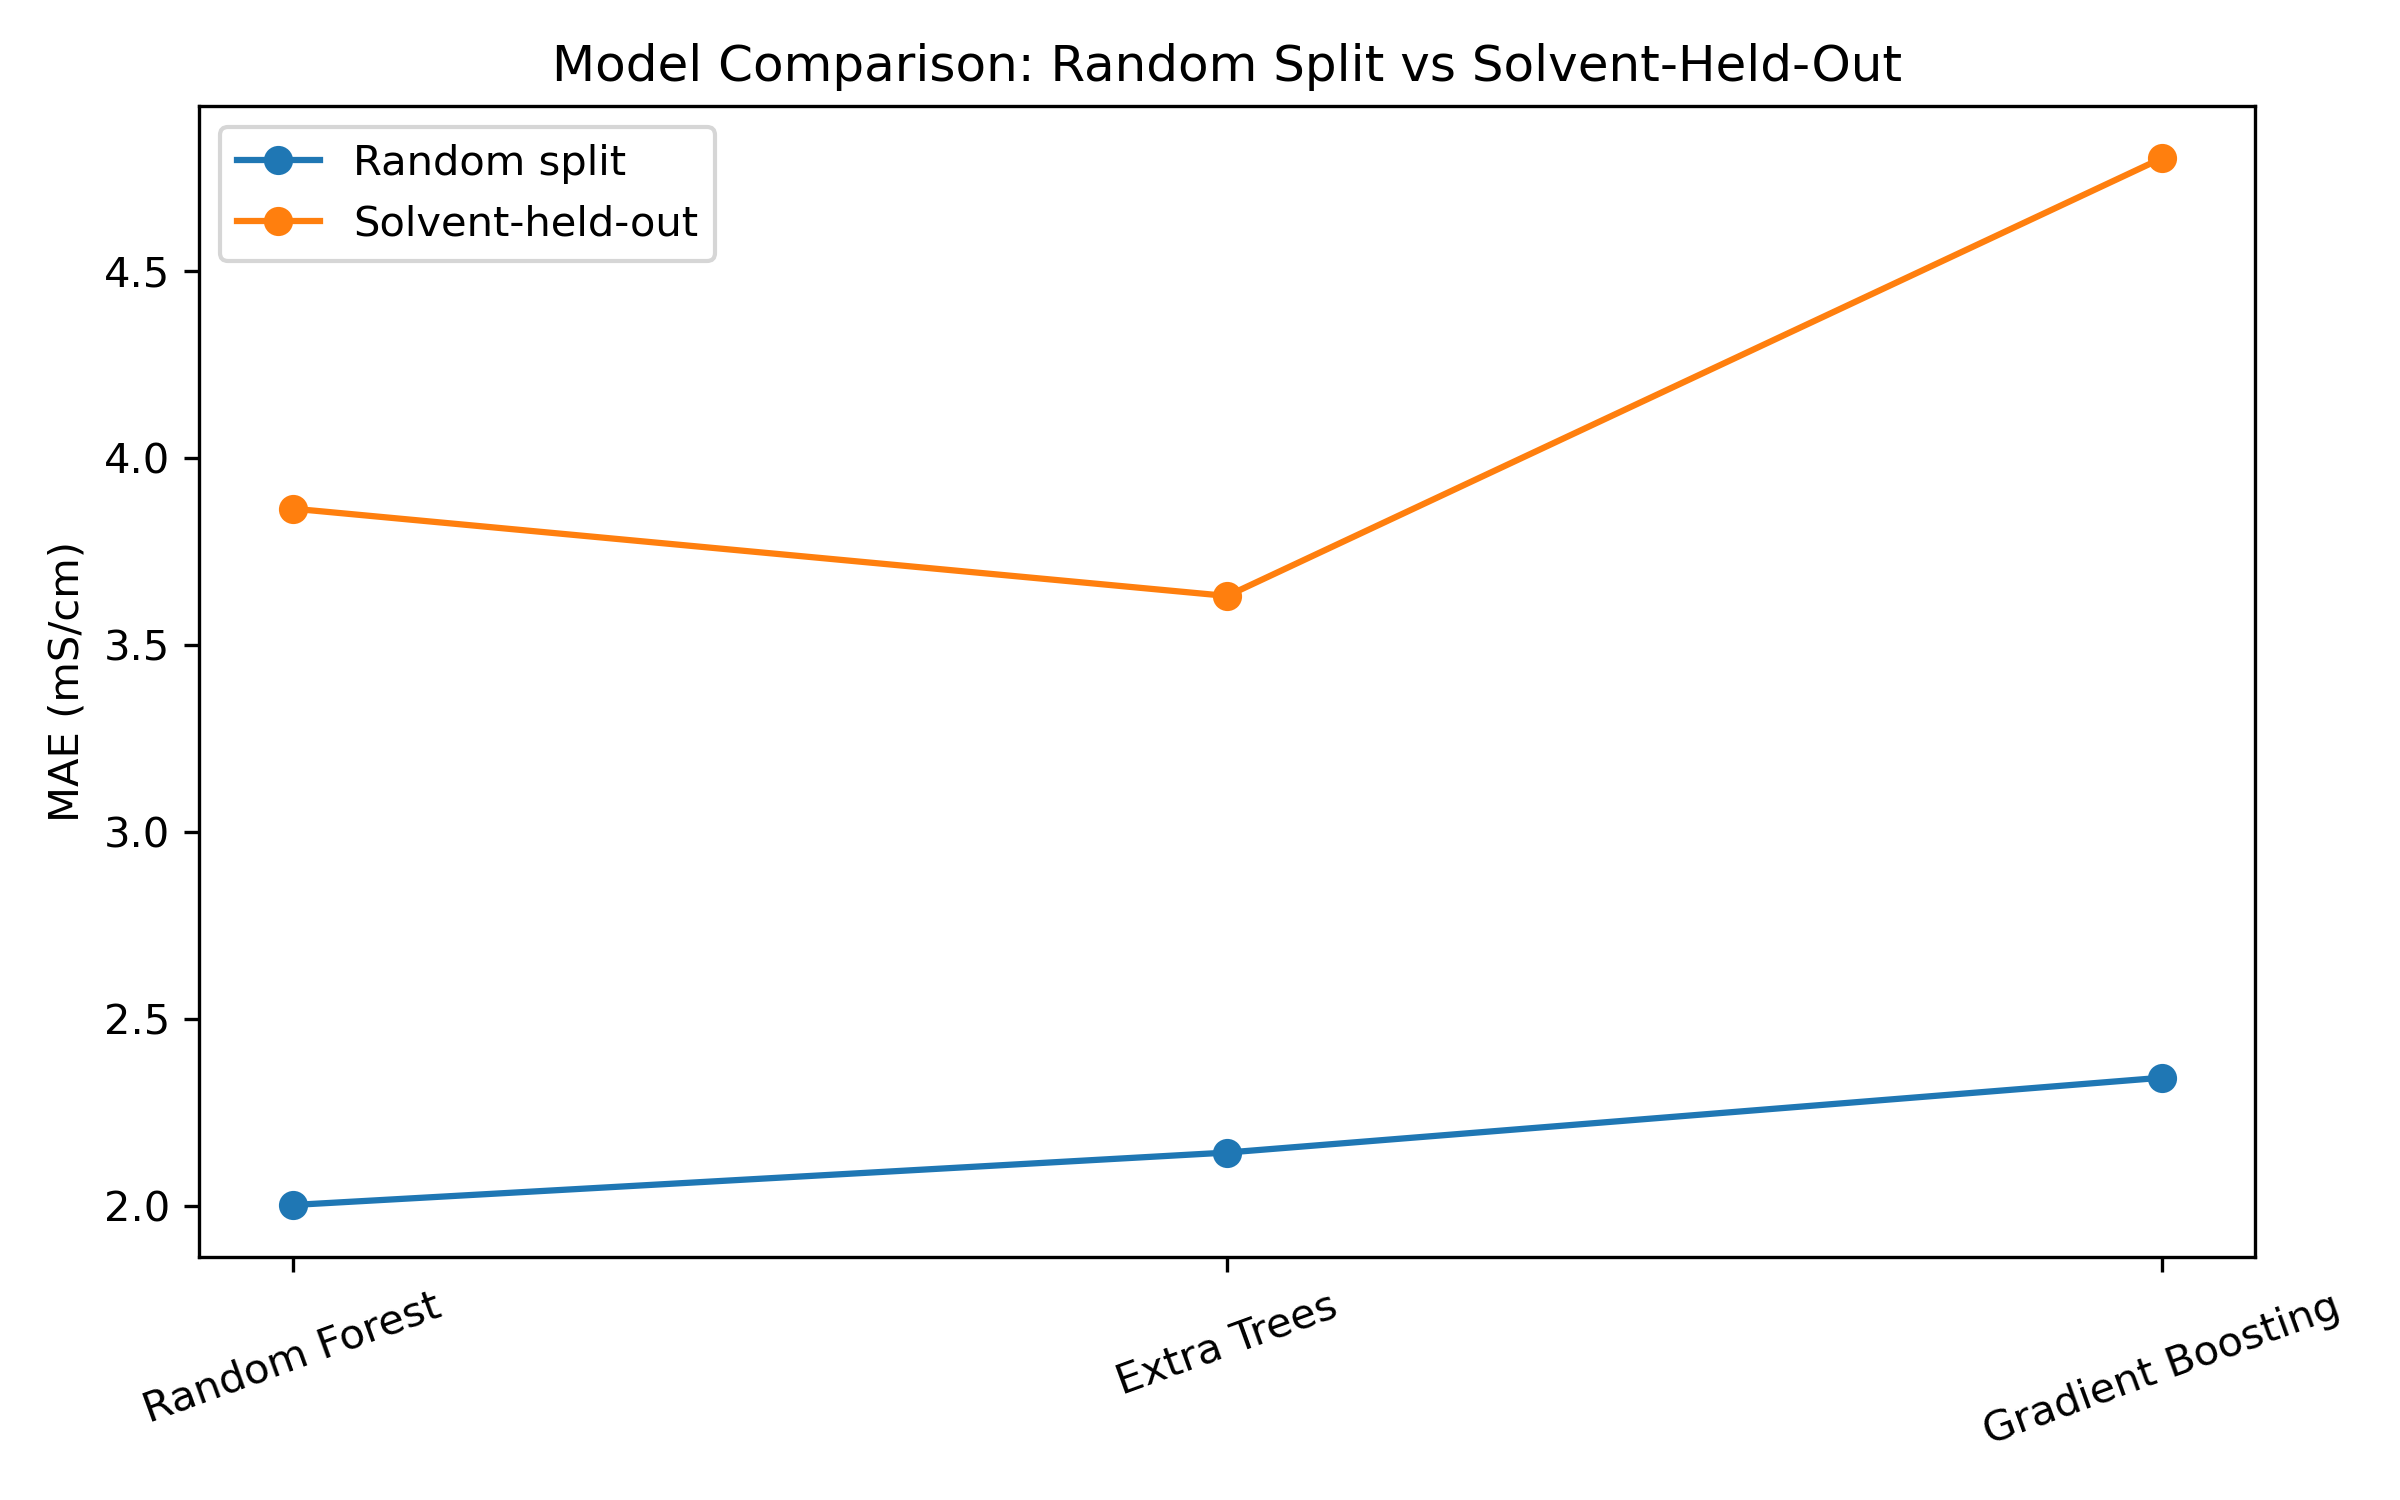 Model Comparison: Random Split vs Solvent-Held-Out
Random split
Solvent-held-out
MAE (mS/cm)
4.5
4.0
3.5
3.0
2.5
2.0
Random Forest
Extra Trees
Gradient Boosting